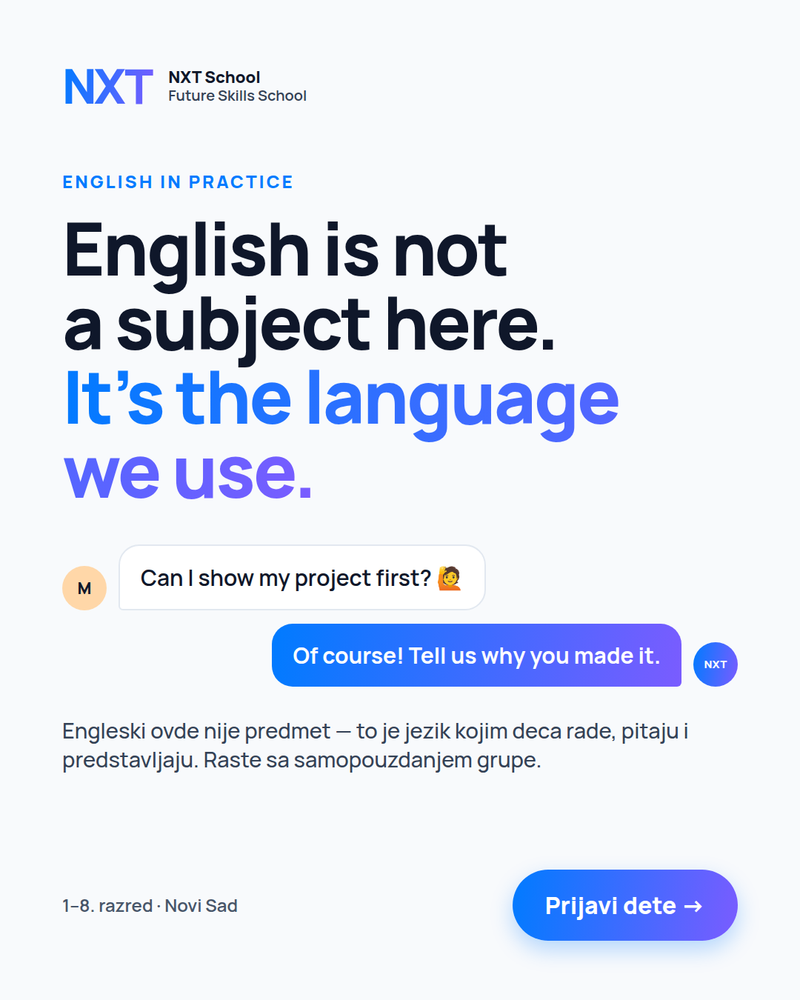 NXT
NXT School
Future Skills School
ENGLISH IN PRACTICE
English is not
a subject here.
It’s the language
we use.
M
Can I show my project first? 🙋
Of course! Tell us why you made it.
NXT
Engleski ovde nije predmet — to je jezik kojim deca rade, pitaju i
predstavljaju. Raste sa samopouzdanjem grupe.
1–8. razred · Novi Sad
Prijavi dete →